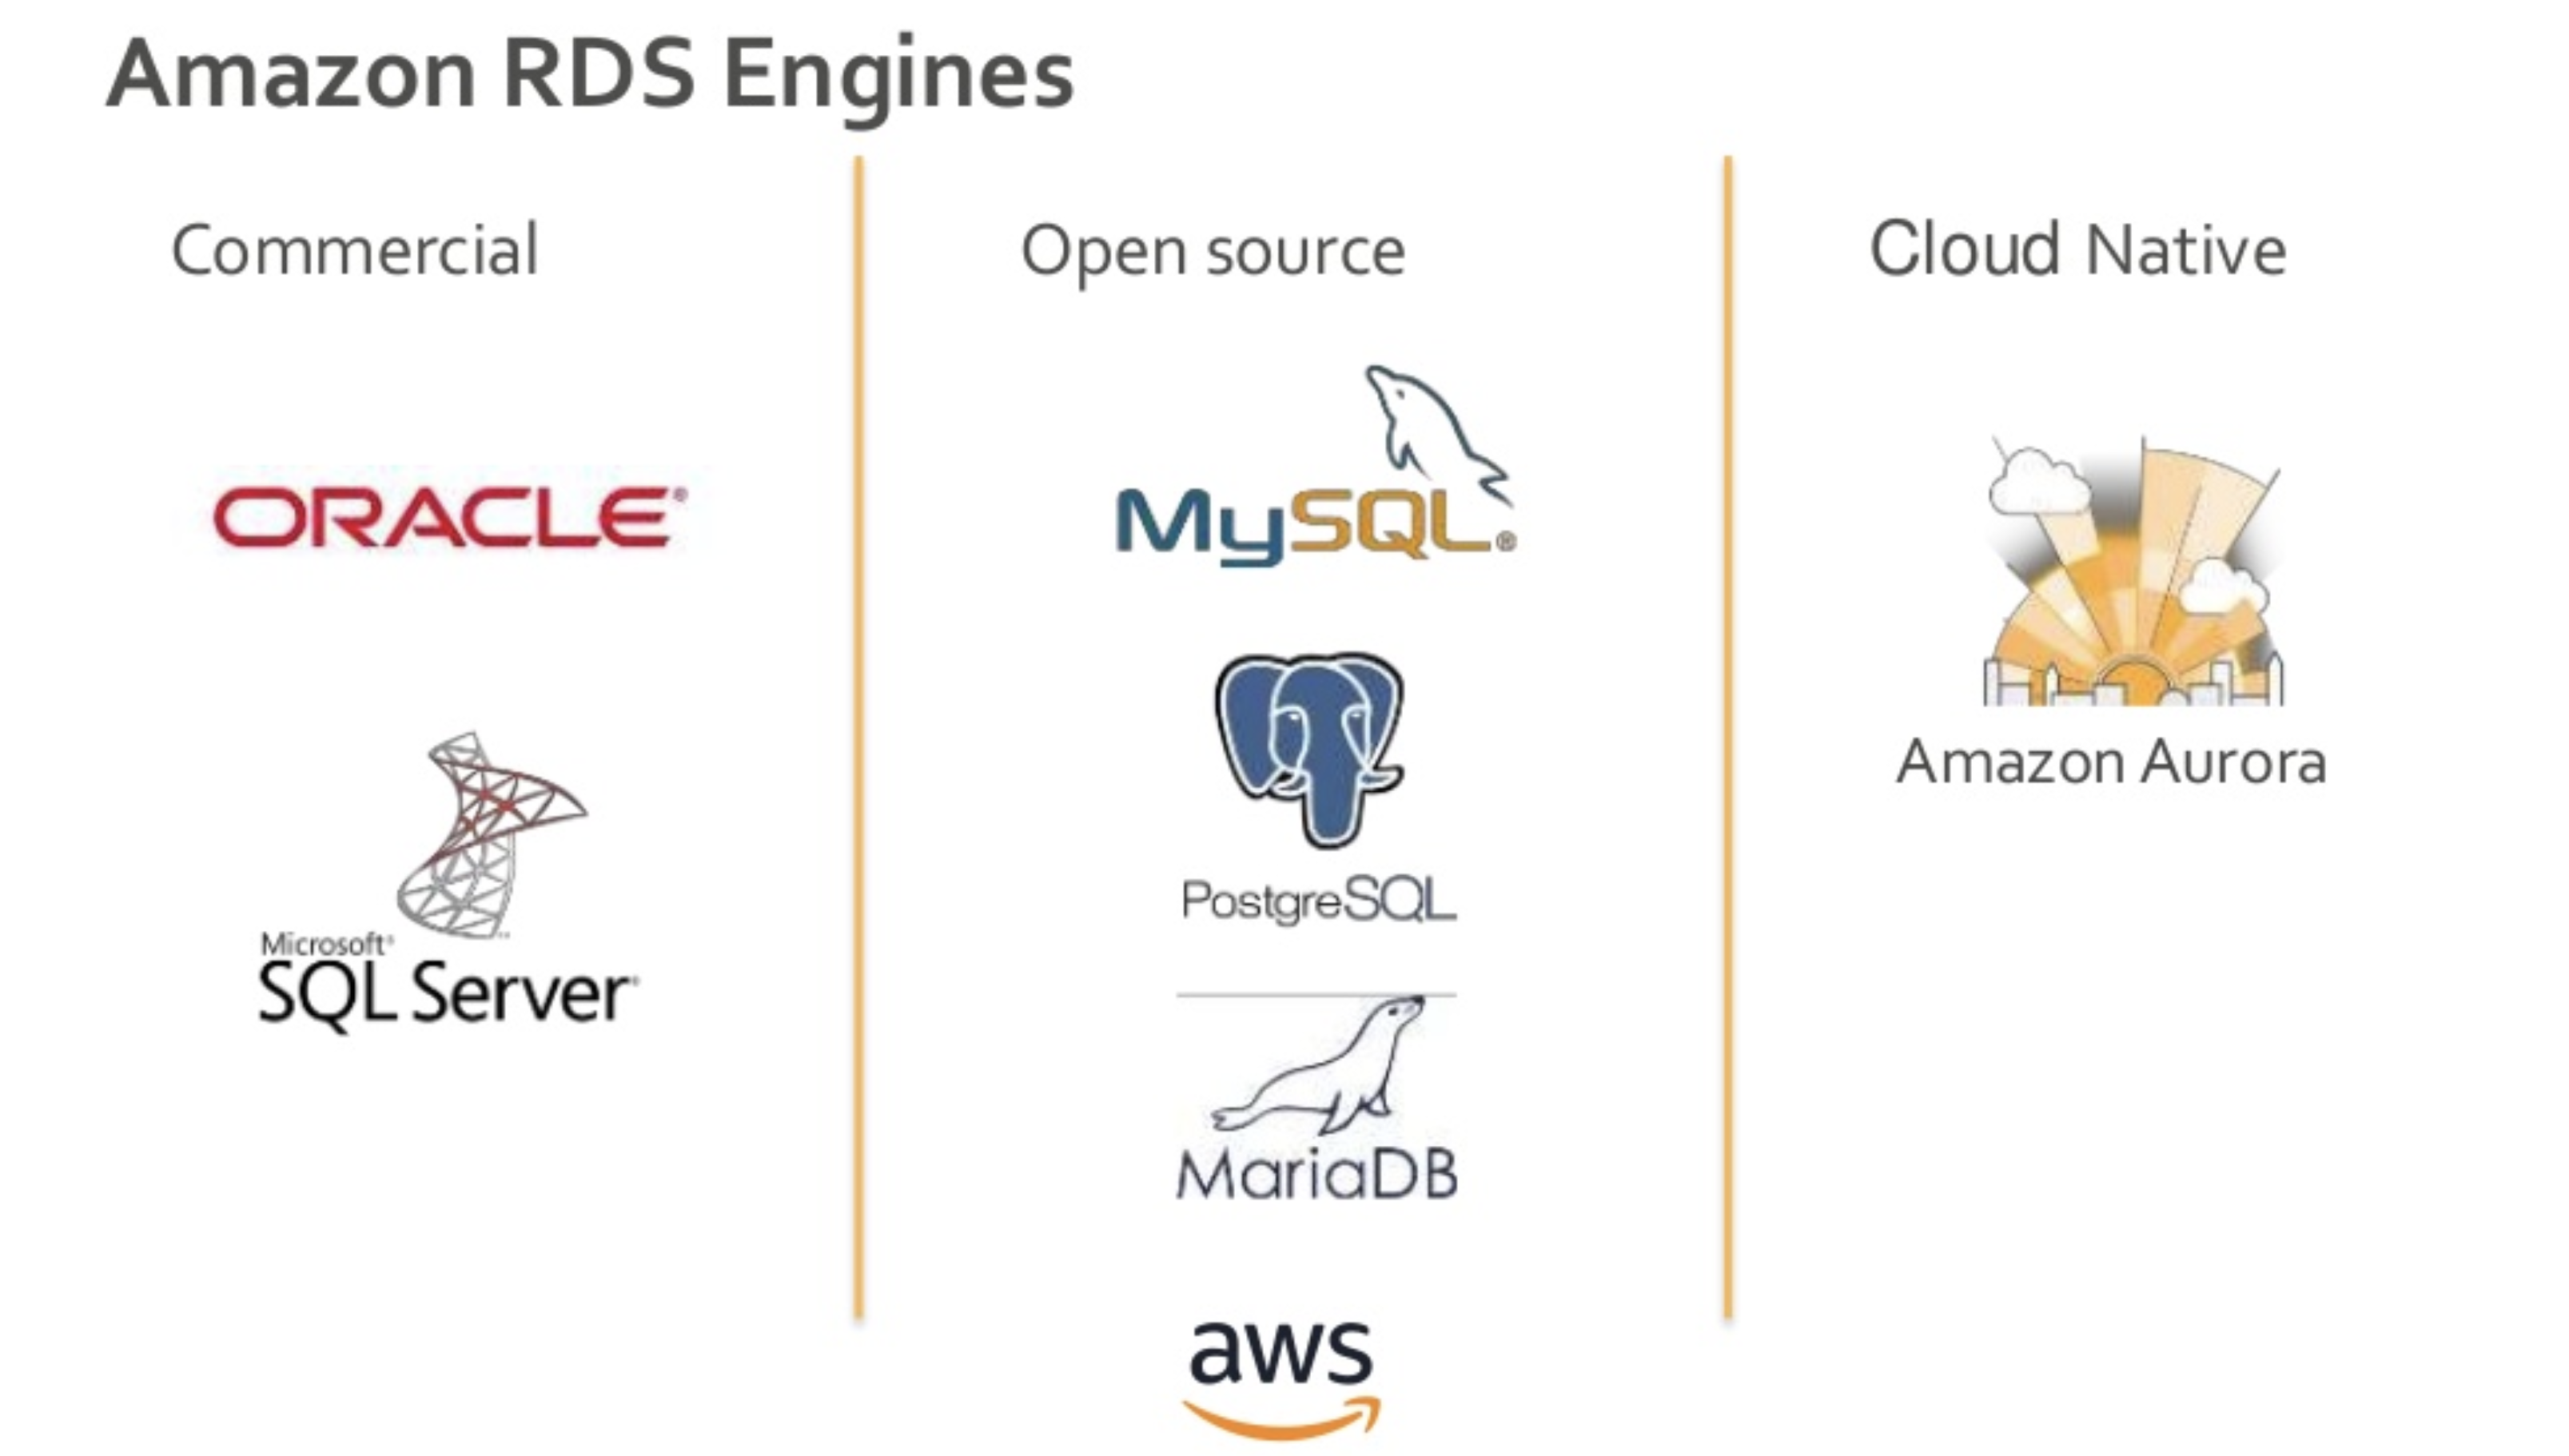 Amazon RDS Engines
Commercial
ORACLE®
Microsoft®
SQL Server®
Open source
MySQL®
PostgreSQL
MariaDB
Cloud Native
Amazon Aurora
aws